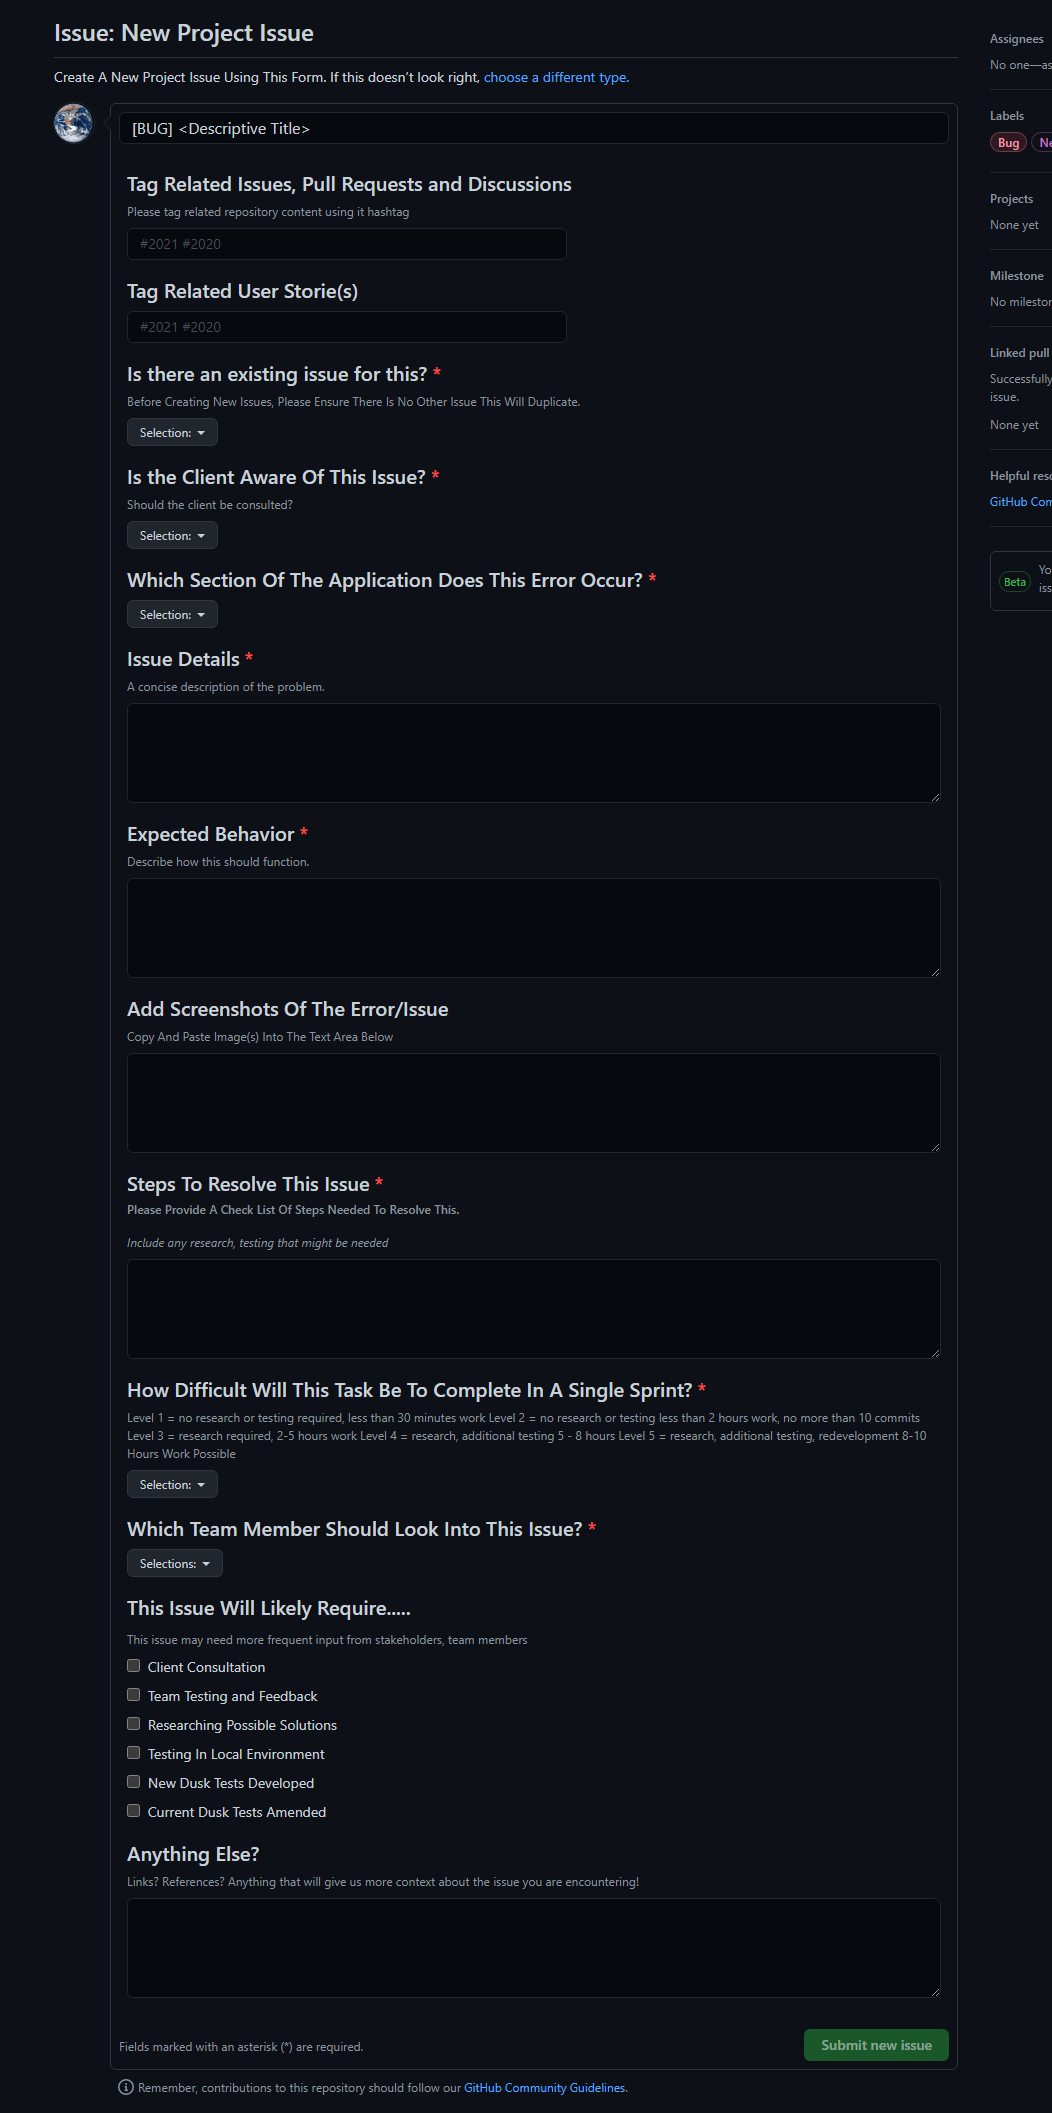 Issue: New Project Issue
Create A New Project Issue Using This Form. If this doesn't look right, choose a different type.
[BUG] <Descriptive Title>
Tag Related Issues, Pull Requests and Discussions
Please tag related repository content using it hashtag
#2021 #2020
Tag Related User Storie(s)
#2021 #2020
Is there an existing issue for this? *
Before Creating New Issues, Please Ensure There Is No Other Issue This Will Duplicate.
Selection:
Is the Client Aware Of This Issue? *
Should the client be consulted?
Selection:
Which Section Of The Application Does This Error Occur? *
Selection:
Issue Details *
A concise description of the problem.
Expected Behavior *
Describe how this should function.
Add Screenshots Of The Error/Issue
Copy And Paste Image(s) Into The Text Area Below
Steps To Resolve This Issue *
Please Provide A Check List Of Steps Needed To Resolve This.
Include any research, testing that might be needed
How Difficult Will This Task Be To Complete In A Single Sprint? *
Level 1 = no research or testing required, less than 30 minutes work Level 2 = no research or testing less than 2 hours work, no more than 10 commits
Level 3 = research required, 2-5 hours work Level 4 = research, additional testing 5 - 8 hours Level 5 = research, additional testing, redevelopment 8-10
Hours Work Possible
Selection:
Which Team Member Should Look Into This Issue? *
Selections:
This Issue Will Likely Require.....
This issue may need more frequent input from stakeholders, team members
Client Consultation
Team Testing and Feedback
Researching Possible Solutions
Testing In Local Environment
New Dusk Tests Developed
Current Dusk Tests Amended
Anything Else?
Links? References? Anything that will give us more context about the issue you are encountering!
Fields marked with an asterisk (*) are required.
Submit new issue
Remember, contributions to this repository should follow our GitHub Community Guidelines.
Assignees
No one—as
Labels
Bug Ne
Projects
None yet
Milestone
No milestor
Linked pull
Successfully
issue.
None yet
Helpful reso
GitHub Com
Beta
Yo
iss